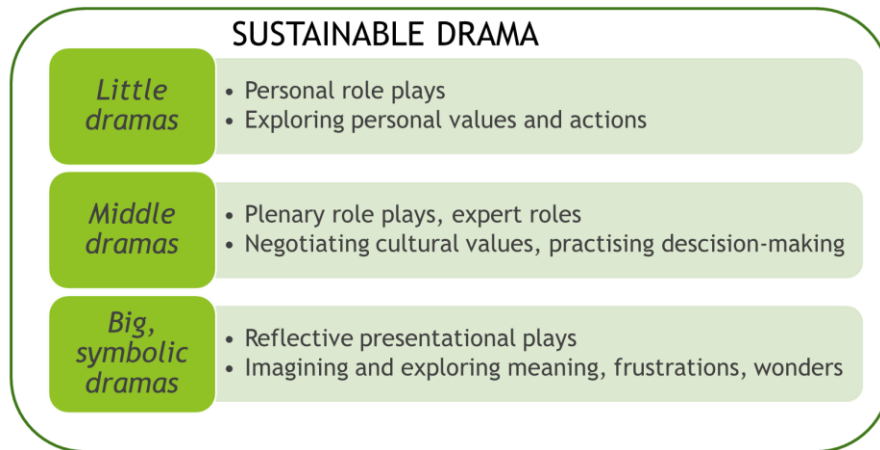 SUSTAINABLE DRAMA
Little
dramas
• Personal role plays
• Exploring personal values and actions
Middle
dramas
• Plenary role plays, expert roles
• Negotiating cultural values, practising descision-making
Big,
symbolic
dramas
• Reflective presentational plays
• Imagining and exploring meaning, frustrations, wonders